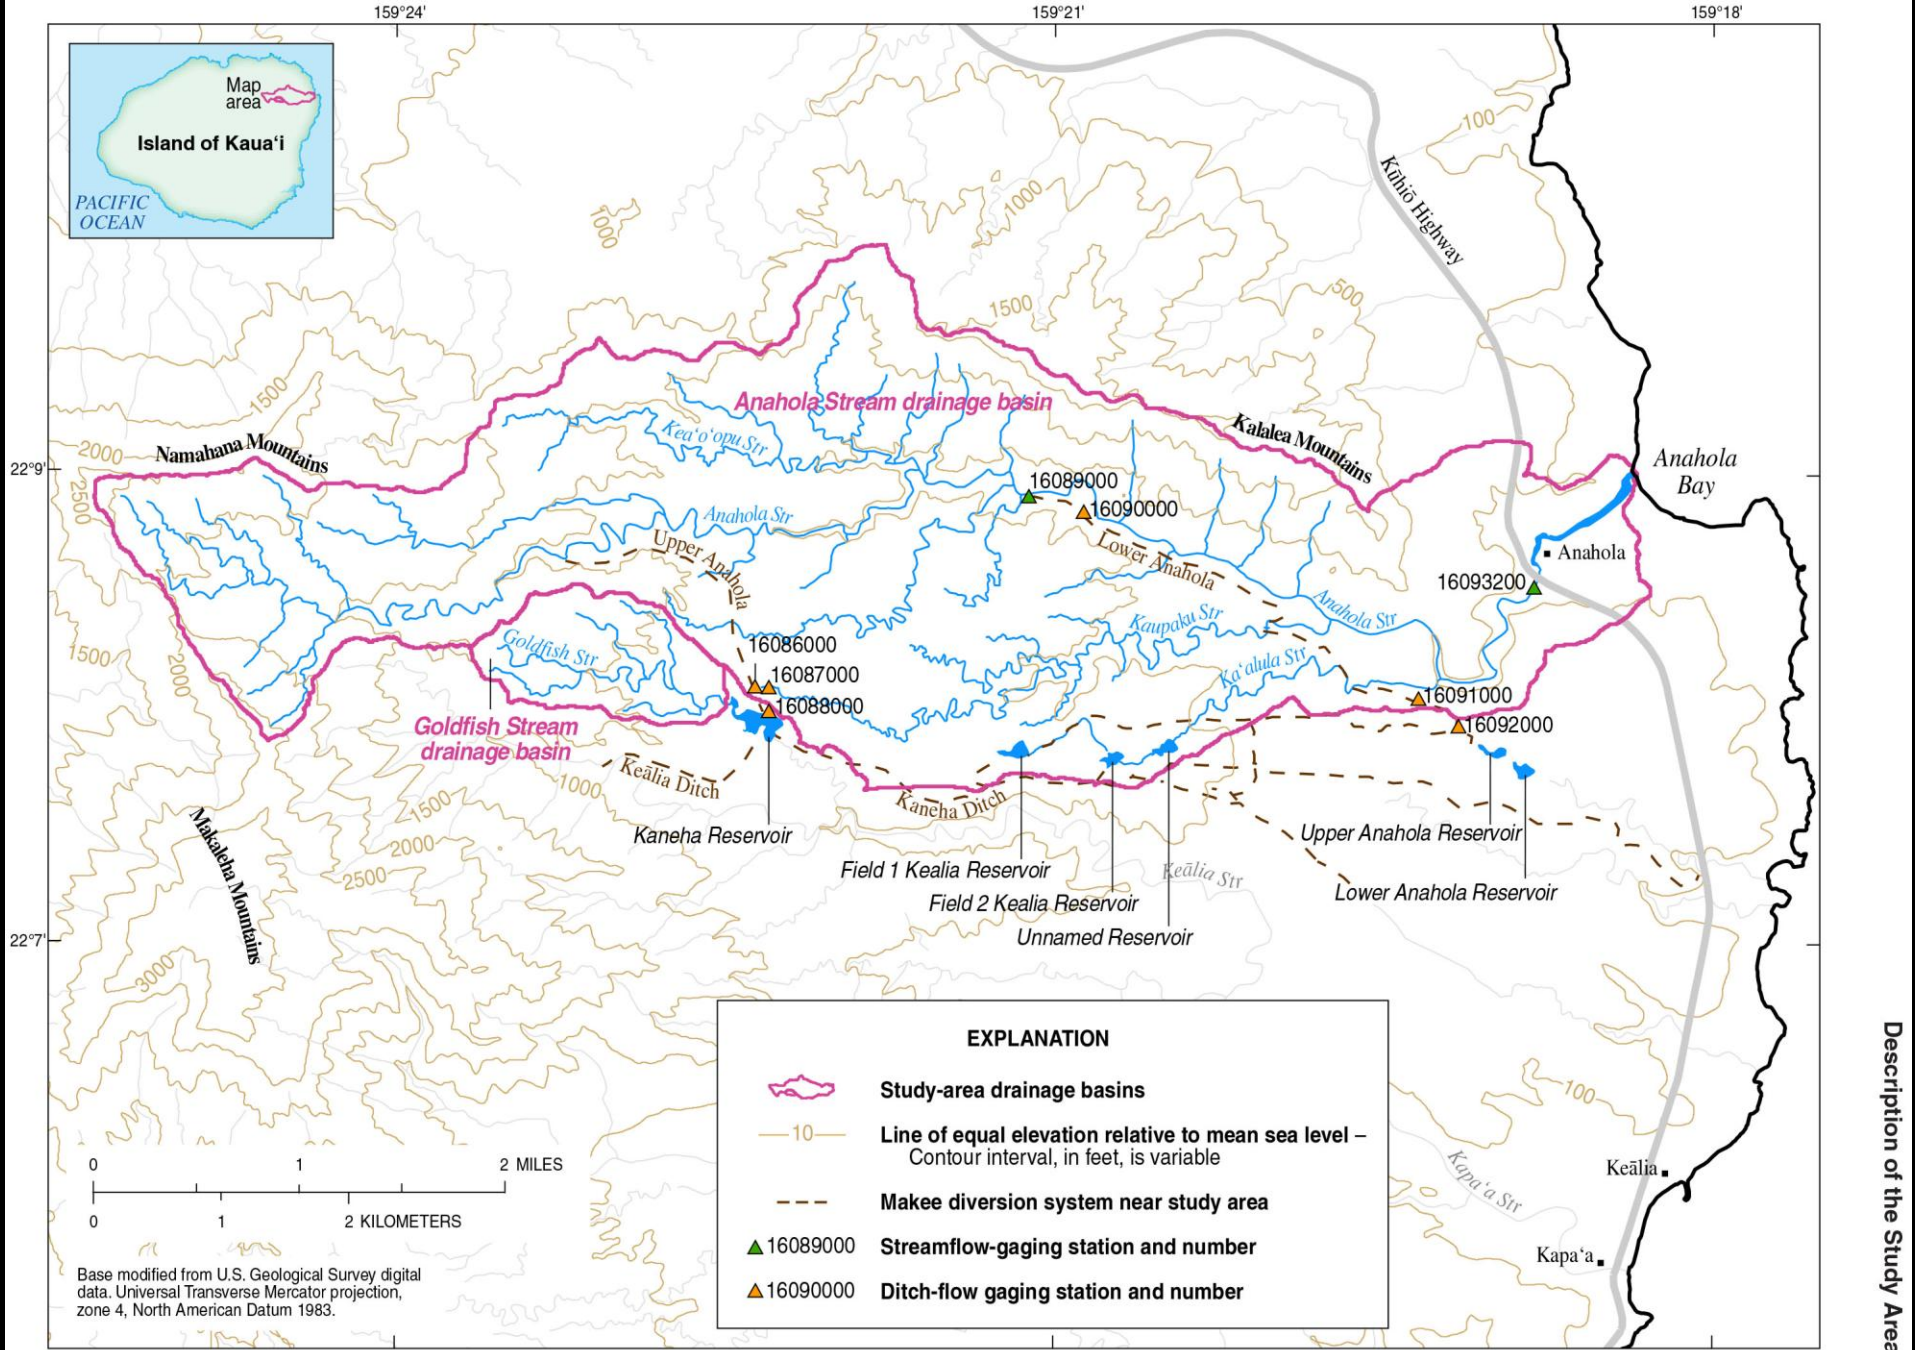 159°24'
159°21'
159°18'
Map
area
Island of Kauaʻi
PACIFIC
OCEAN
100
Kūhiō Highway
1000
1000
500
1500
1500
Anahola Stream drainage basin
Keaʻoʻopu Str
Kalalea Mountains
Namahana Mountains
2000
22°9'
2500
Anahola
Bay
16089000
16090000
Anahola Str
Upper Anahola
Lower Anahola
Anahola
16093200
Anahola Str
Kaupaku Str
Goldfish Str
16086000
1500
2000
Kaʻalula Str
16087000
16088000
16091000
16092000
Goldfish Stream
drainage basin
Keālia Ditch
1000
1500
Kaneha Ditch
Kaneha Reservoir
Upper Anahola Reservoir
2000
2500
Field 1 Kealia Reservoir
Keālia Str
Lower Anahola Reservoir
Field 2 Kealia Reservoir
Makaleha Mountains
Unnamed Reservoir
22°7'
3000
EXPLANATION
Study-area drainage basins
10
Line of equal elevation relative to mean sea level –
Contour interval, in feet, is variable
Makee diversion system near study area
16089000 Streamflow-gaging station and number
16090000 Ditch-flow gaging station and number
100
Kapaʻa Str
Keālia
Kapaʻa
0 1 2 MILES
0 1 2 KILOMETERS
Base modified from U.S. Geological Survey digital
data. Universal Transverse Mercator projection,
zone 4, North American Datum 1983.
Description of the Study Area